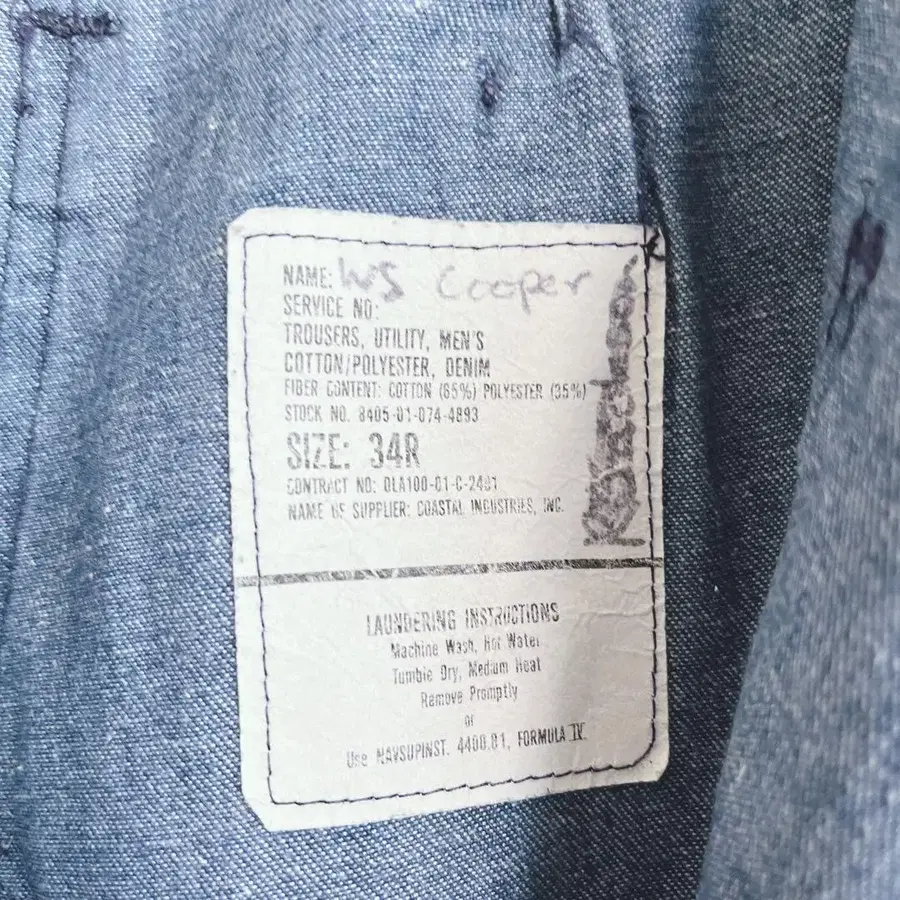 NAME: WS Cooper
SERVICE NO:
TROUSERS, UTILITY, MEN'S
COTTON/POLYESTER, DENIM
FIBER CONTENT: COTTON (65%) POLYESTER (35%)
STOCK NO. 8405-01-074-4893
SIZE: 34R
CONTRACT NO: DLA100-81-C-2481
NAME OF SUPPLIER: COASTAL INDUSTRIES, INC.
LAUNDERING INSTRUCTIONS
Machine Wash, Hot Water
Tumble Dry, Medium Heat
Remove Promptly
or
Use NAVSUPINST. 4400.81, FORMULA IV